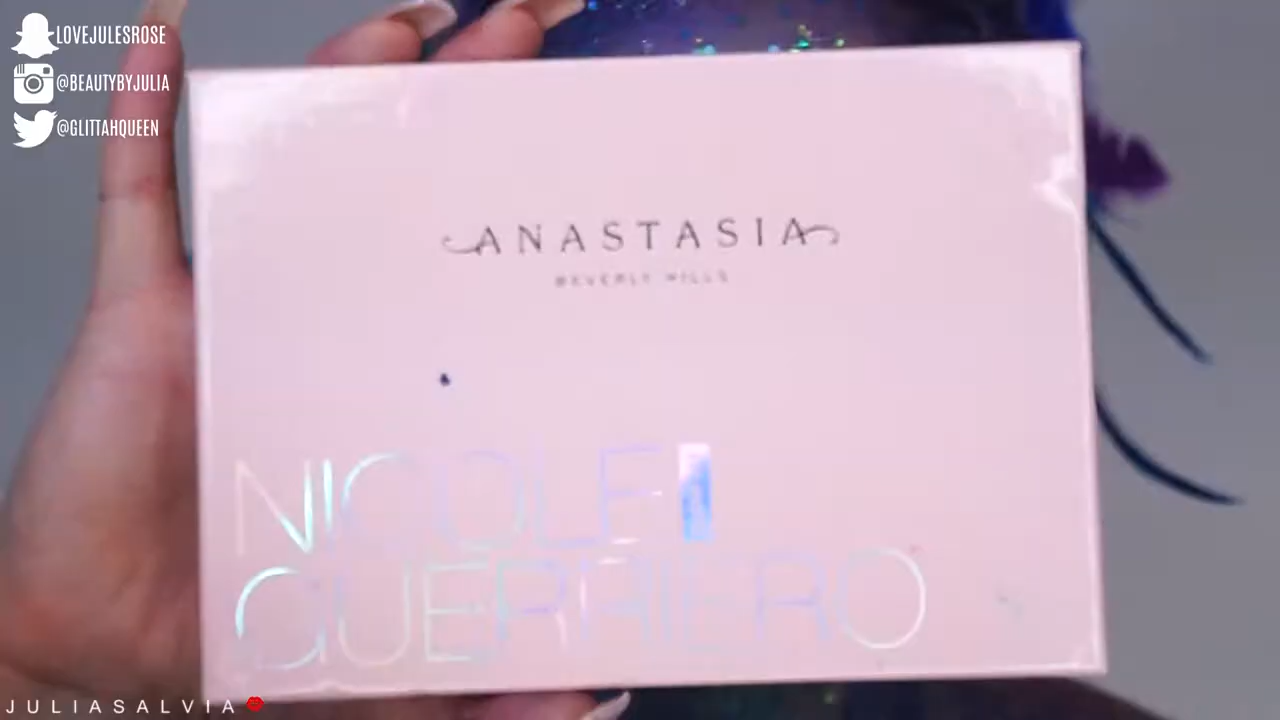 LOVEJULESROSE
@BEAUTYBYJULIA
@GLITTAHQUEEN
ANASTASIA
BEVERLY HILLS
NICOLE
GUERRIERO
JULIASALVIA